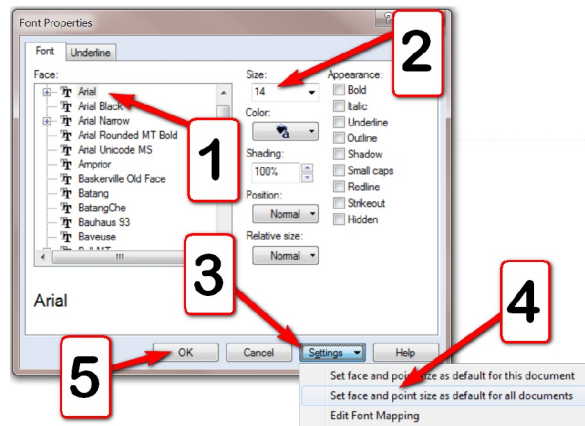 Font Properties
?
2
Font Underline
Face: Size: Appearance:
Arial 14 Bold
Arial Black Italic
Arial Narrow Color: Underline
Arial Rounded MT Bold Outline
Arial Unicode MS Shading: Shadow
Amprior 100% Small caps
Baskerville Old Face Redline
Batang Position: Strikeout
BatangChe Normal Hidden
Bauhaus 93
Baveuse Relative size:
Normal
1
3
4
Arial
5
OK Cancel Settings Help
Set face and point size as default for this document
Set face and point size as default for all documents
Edit Font Mapping